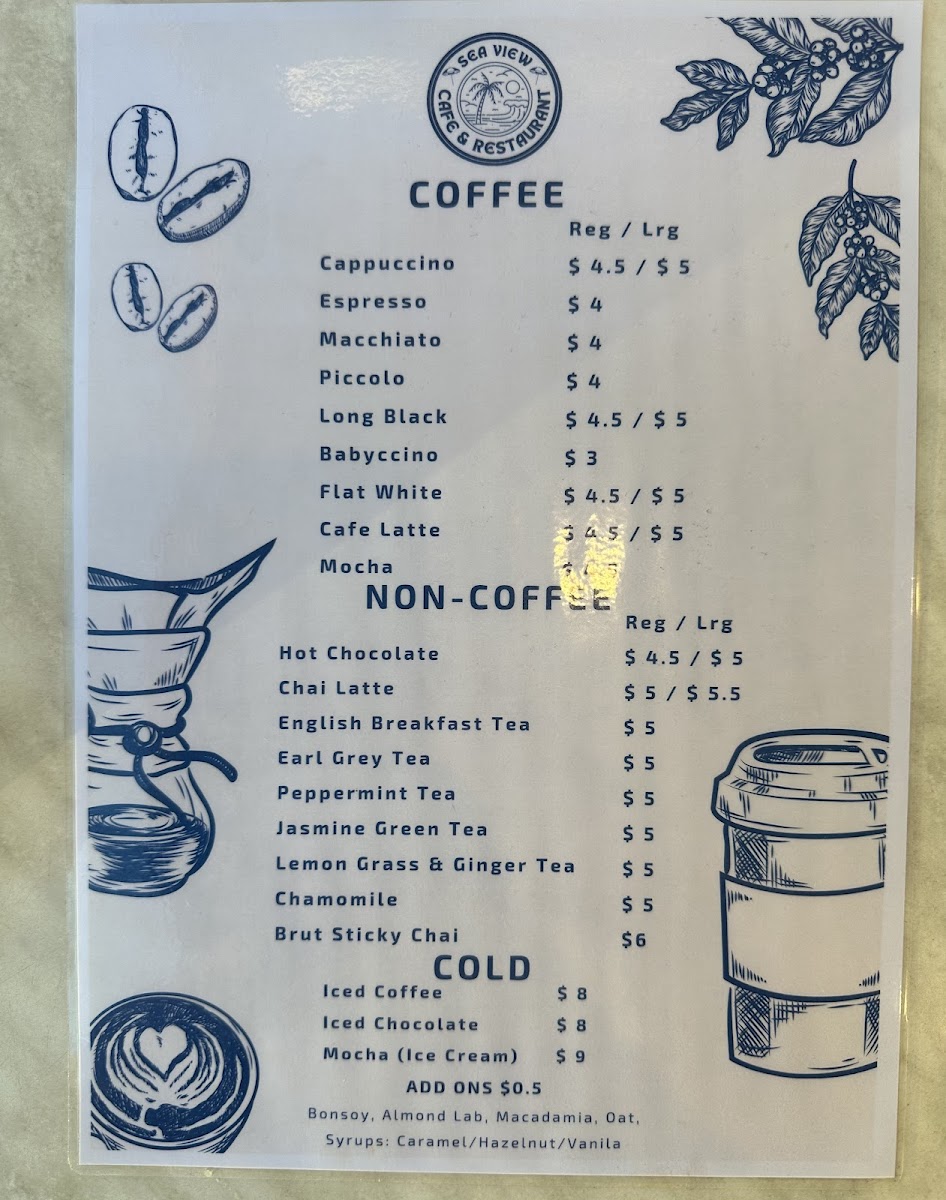 SEA VIEW
CAFE & RESTAURANT
COFFEE
Reg / Lrg
Cappuccino $ 4.5 / $ 5
Espresso $ 4
Macchiato $ 4
Piccolo $ 4
Long Black $ 4.5 / $ 5
Babyccino $ 3
Flat White $ 4.5 / $ 5
Cafe Latte $ 4.5 / $ 5
Mocha
NON-COFFEE
Reg / Lrg
Hot Chocolate $ 4.5 / $ 5
Chai Latte $ 5 / $ 5.5
English Breakfast Tea $ 5
Earl Grey Tea $ 5
Peppermint Tea $ 5
Jasmine Green Tea $ 5
Lemon Grass & Ginger Tea $ 5
Chamomile $ 5
Brut Sticky Chai $6
COLD
Iced Coffee $ 8
Iced Chocolate $ 8
Mocha (Ice Cream) $ 9
ADD ONS $0.5
Bonsoy, Almond Lab, Macadamia, Oat,
Syrups: Caramel/Hazelnut/Vanila